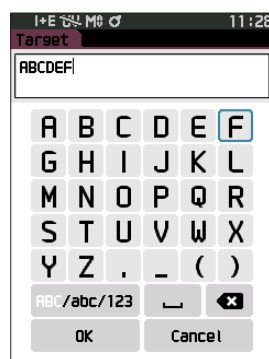 I+E M 11:28
Target
ABCDEF
A B C D E F
G H I J K L
M N O P Q R
S T U V W X
Y Z . _ ( )
ABC/abc/123
OK Cancel